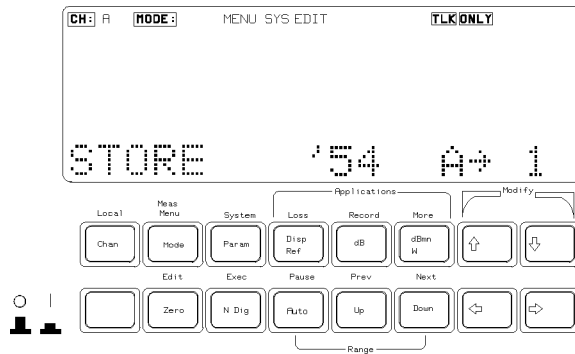 CH: A MODE: MENU SYS EDIT TLK ONLY
STORE '54 A→ 1
Applications Modify
Local Meas Menu System Loss Record More
Chan Mode Param Disp Ref dB dBmn W ⇧ ⇩
Edit Exec Pause Prev Next
Zero N Dig Auto Up Down ⇦ ⇨
Range